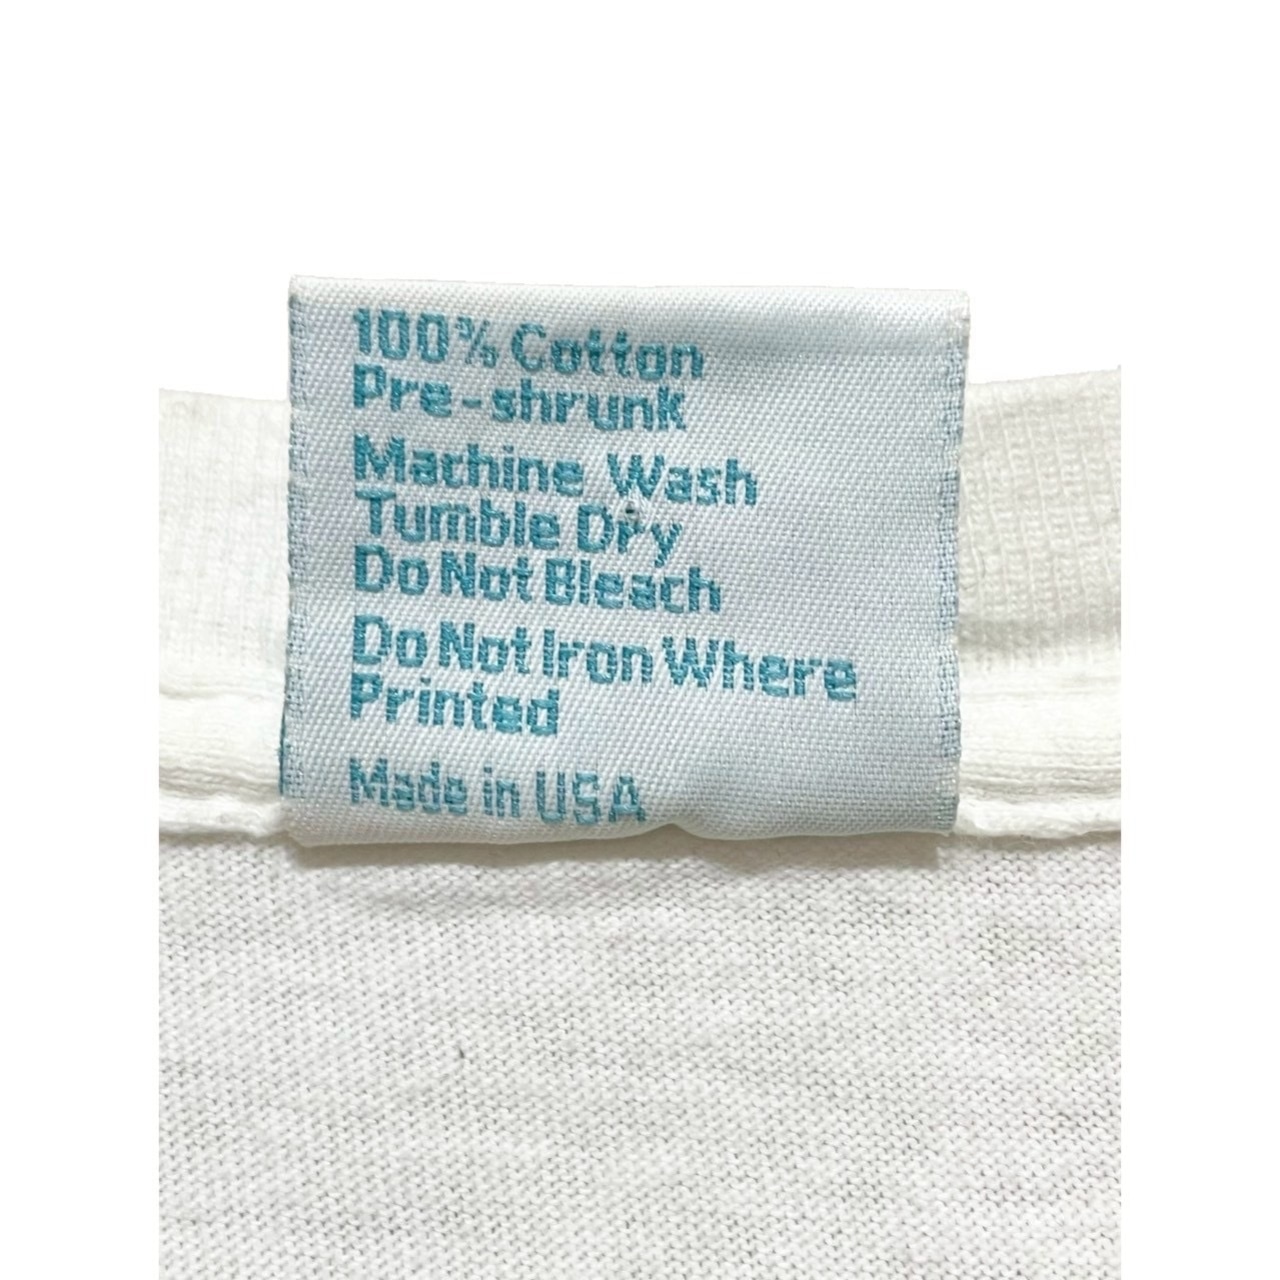 100% Cotton
Pre-shrunk
Machine Wash
Tumble Dry
Do Not Bleach
Do Not Iron Where
Printed
Made in USA